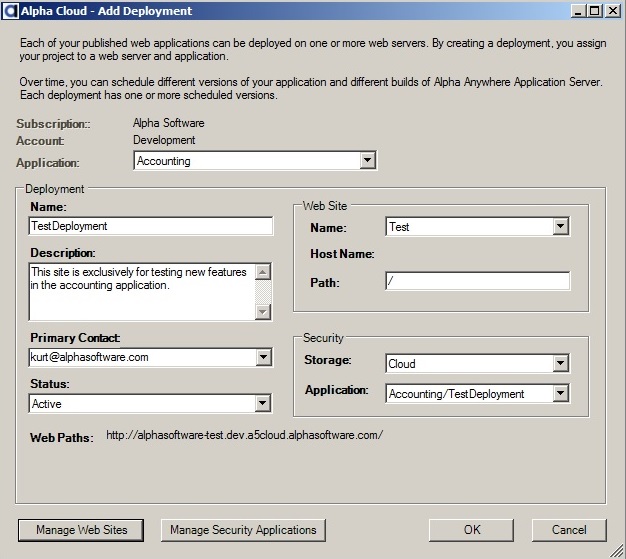 Alpha Cloud - Add Deployment
Each of your published web applications can be deployed on one or more web servers. By creating a deployment, you assign
your project to a web server and application.
Over time, you can schedule different versions of your application and different builds of Alpha Anywhere Application Server.
Each deployment has one or more scheduled versions.
Subscription:: Alpha Software
Account: Development
Application: Accounting
Deployment
Name:
TestDeployment
Description:
This site is exclusively for testing new features
in the accounting application.
Primary Contact:
kurt@alphasoftware.com
Status:
Active
Web Site
Name: Test
Host Name:
Path: /
Security
Storage: Cloud
Application: Accounting/TestDeployment
Web Paths: http://alphasoftware-test.dev.a5cloud.alphasoftware.com/
Manage Web Sites Manage Security Applications OK Cancel